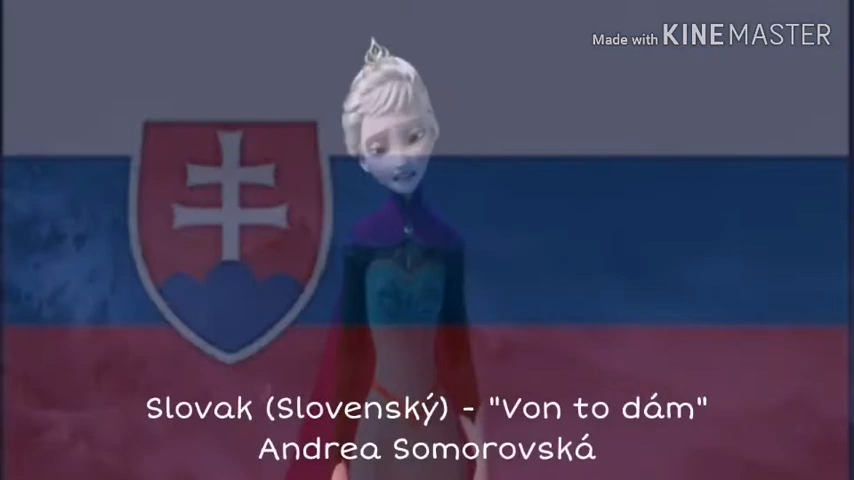 Made with KINEMASTER
Slovak (Slovenský) - "Von to dám"
Andrea Somorovská